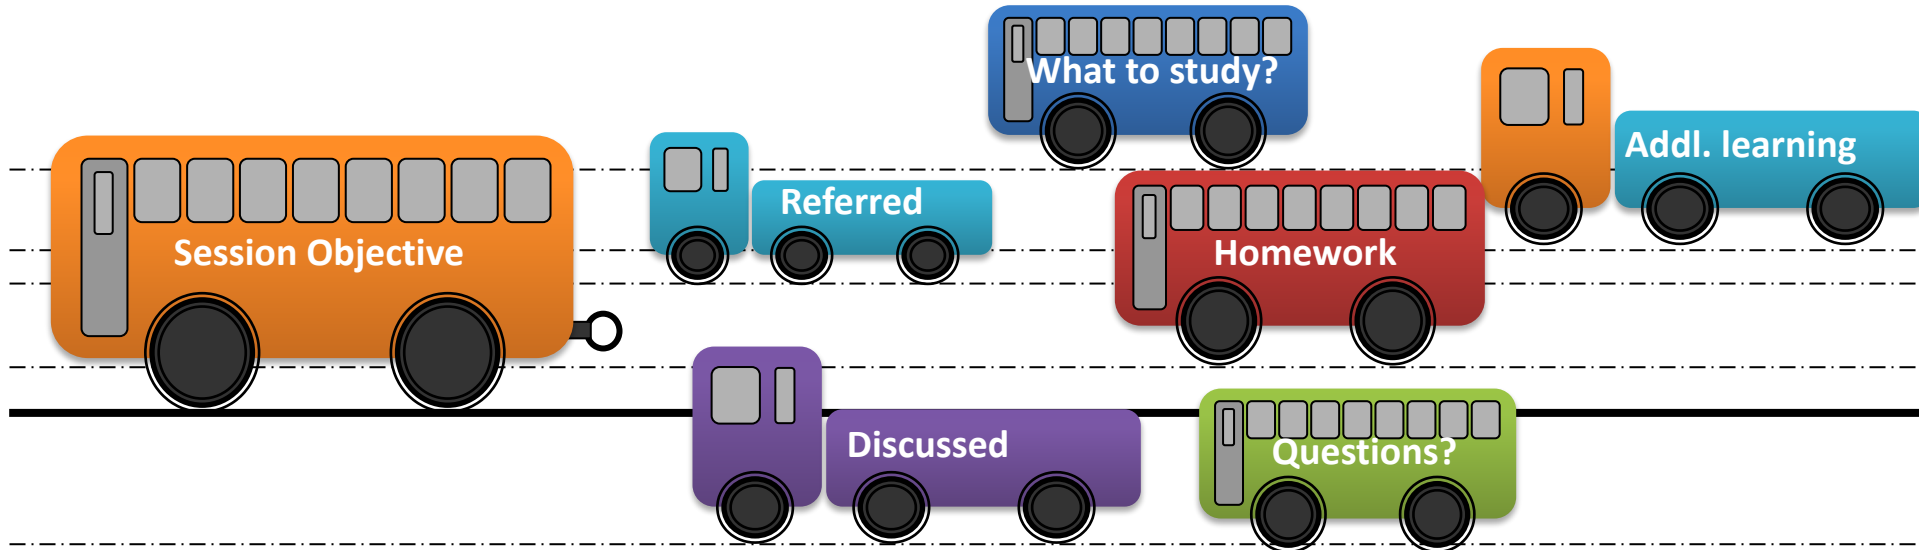 What to study?
Addl. learning
Referred
Session Objective
Homework
Discussed
Questions?